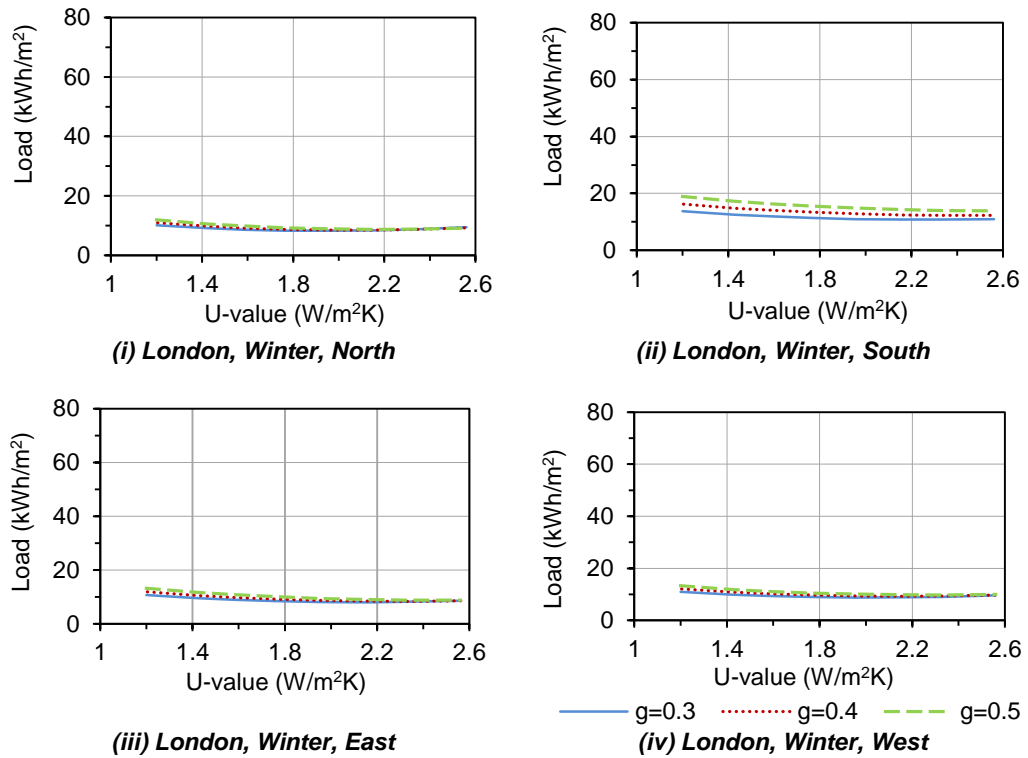 80
60
40
20
0
Load (kWh/m²)
1 1.4 1.8 2.2 2.6
U-value (W/m²K)
(i) London, Winter, North
80
60
40
20
0
Load (kWh/m²)
1 1.4 1.8 2.2 2.6
U-value (W/m²K)
(ii) London, Winter, South
80
60
40
20
0
Load (kWh/m²)
1 1.4 1.8 2.2 2.6
U-value (W/m²K)
(iii) London, Winter, East
80
60
40
20
0
Load (kWh/m²)
1 1.4 1.8 2.2 2.6
U-value (W/m²K)
g=0.3 g=0.4 g=0.5
(iv) London, Winter, West